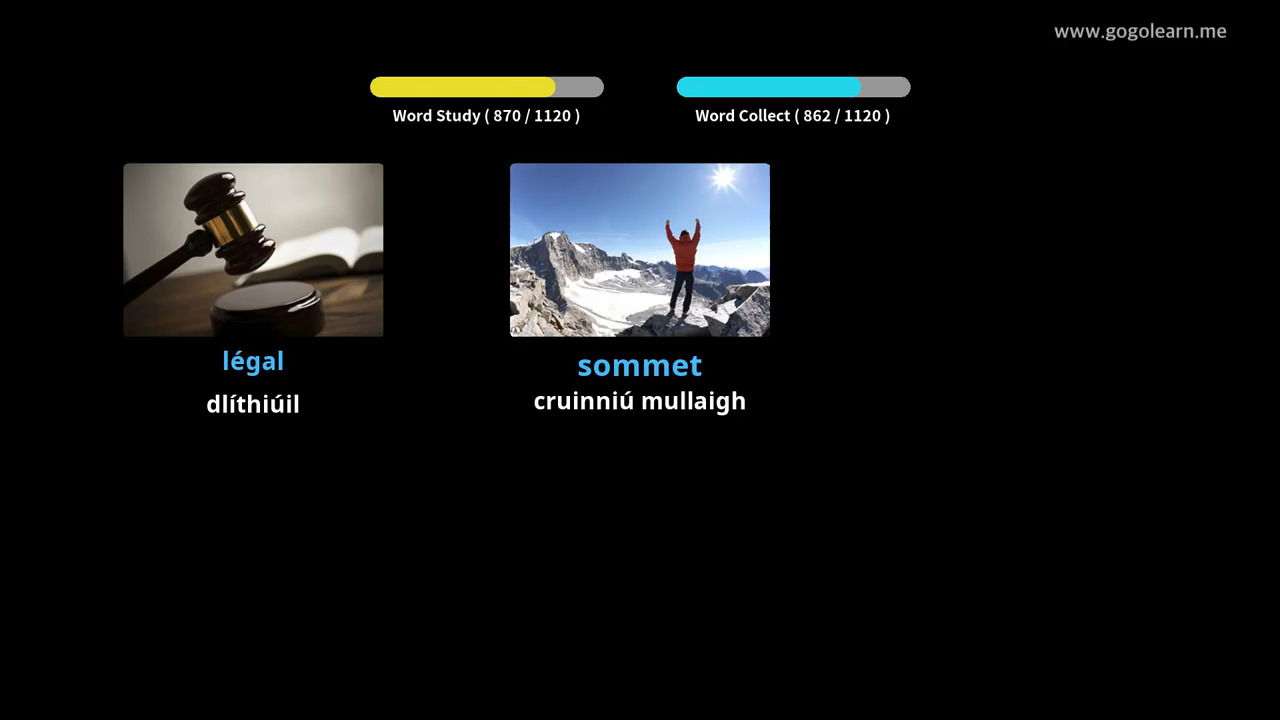 www.gogolearn.me
Word Study ( 870 / 1120 )
Word Collect ( 862 / 1120 )
légal
dlíthiúil
sommet
cruinniú mullaigh